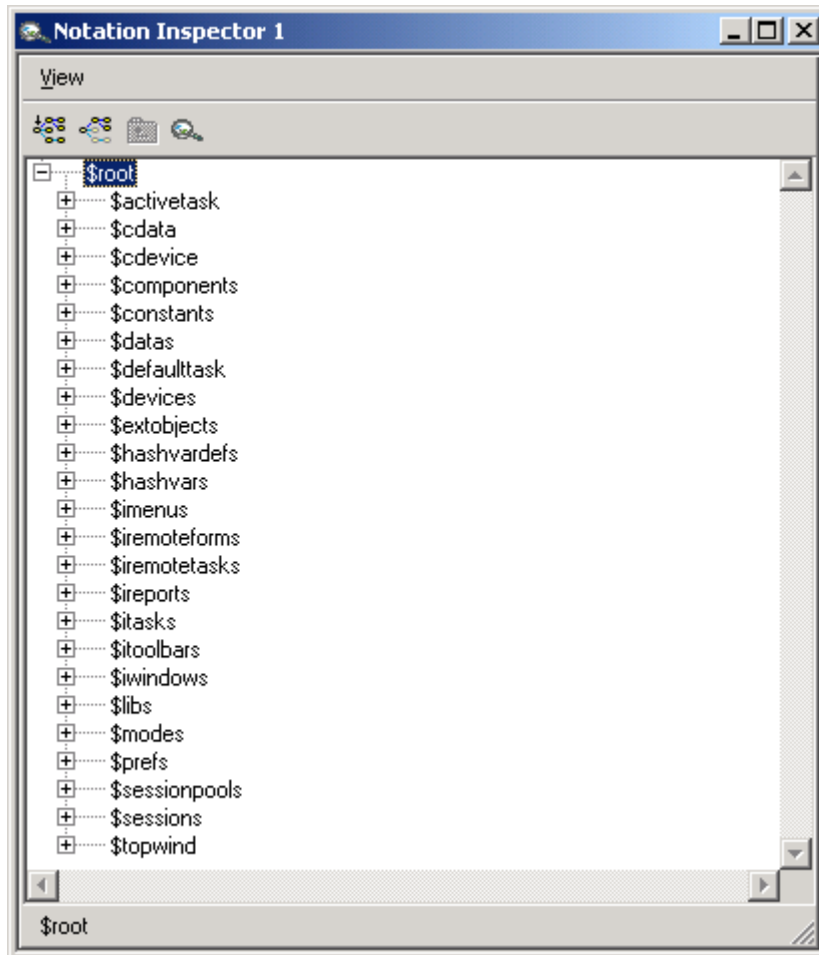 Notation Inspector 1
View
$root
$activetask
$cdata
$cdevice
$components
$constants
$datas
$defaulttask
$devices
$extobjects
$hashvardefs
$hashvars
$imenus
$iremoteforms
$iremotetasks
$ireports
$itasks
$itoolbars
$iwindows
$libs
$modes
$prefs
$sessionpools
$sessions
$topwind
$root